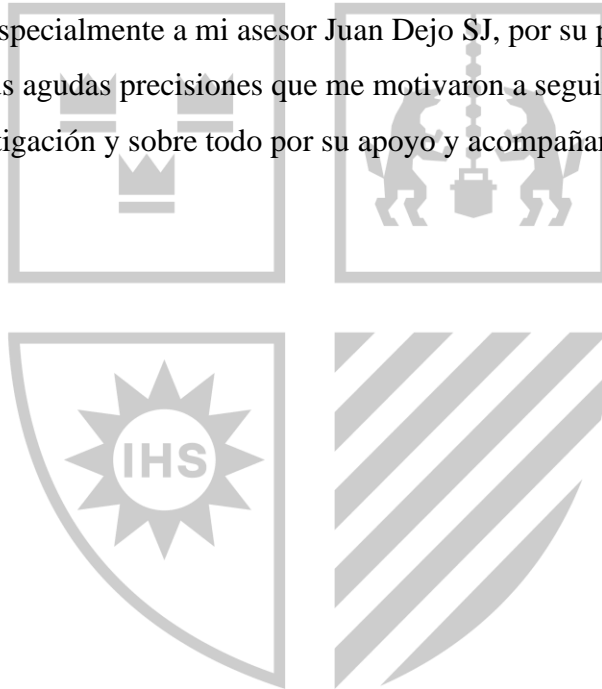 specialmente a mi asesor Juan Dejo SJ, por su
us agudas precisiones que me motivaron a segui
tigación y sobre todo por su apoyo y
IHS